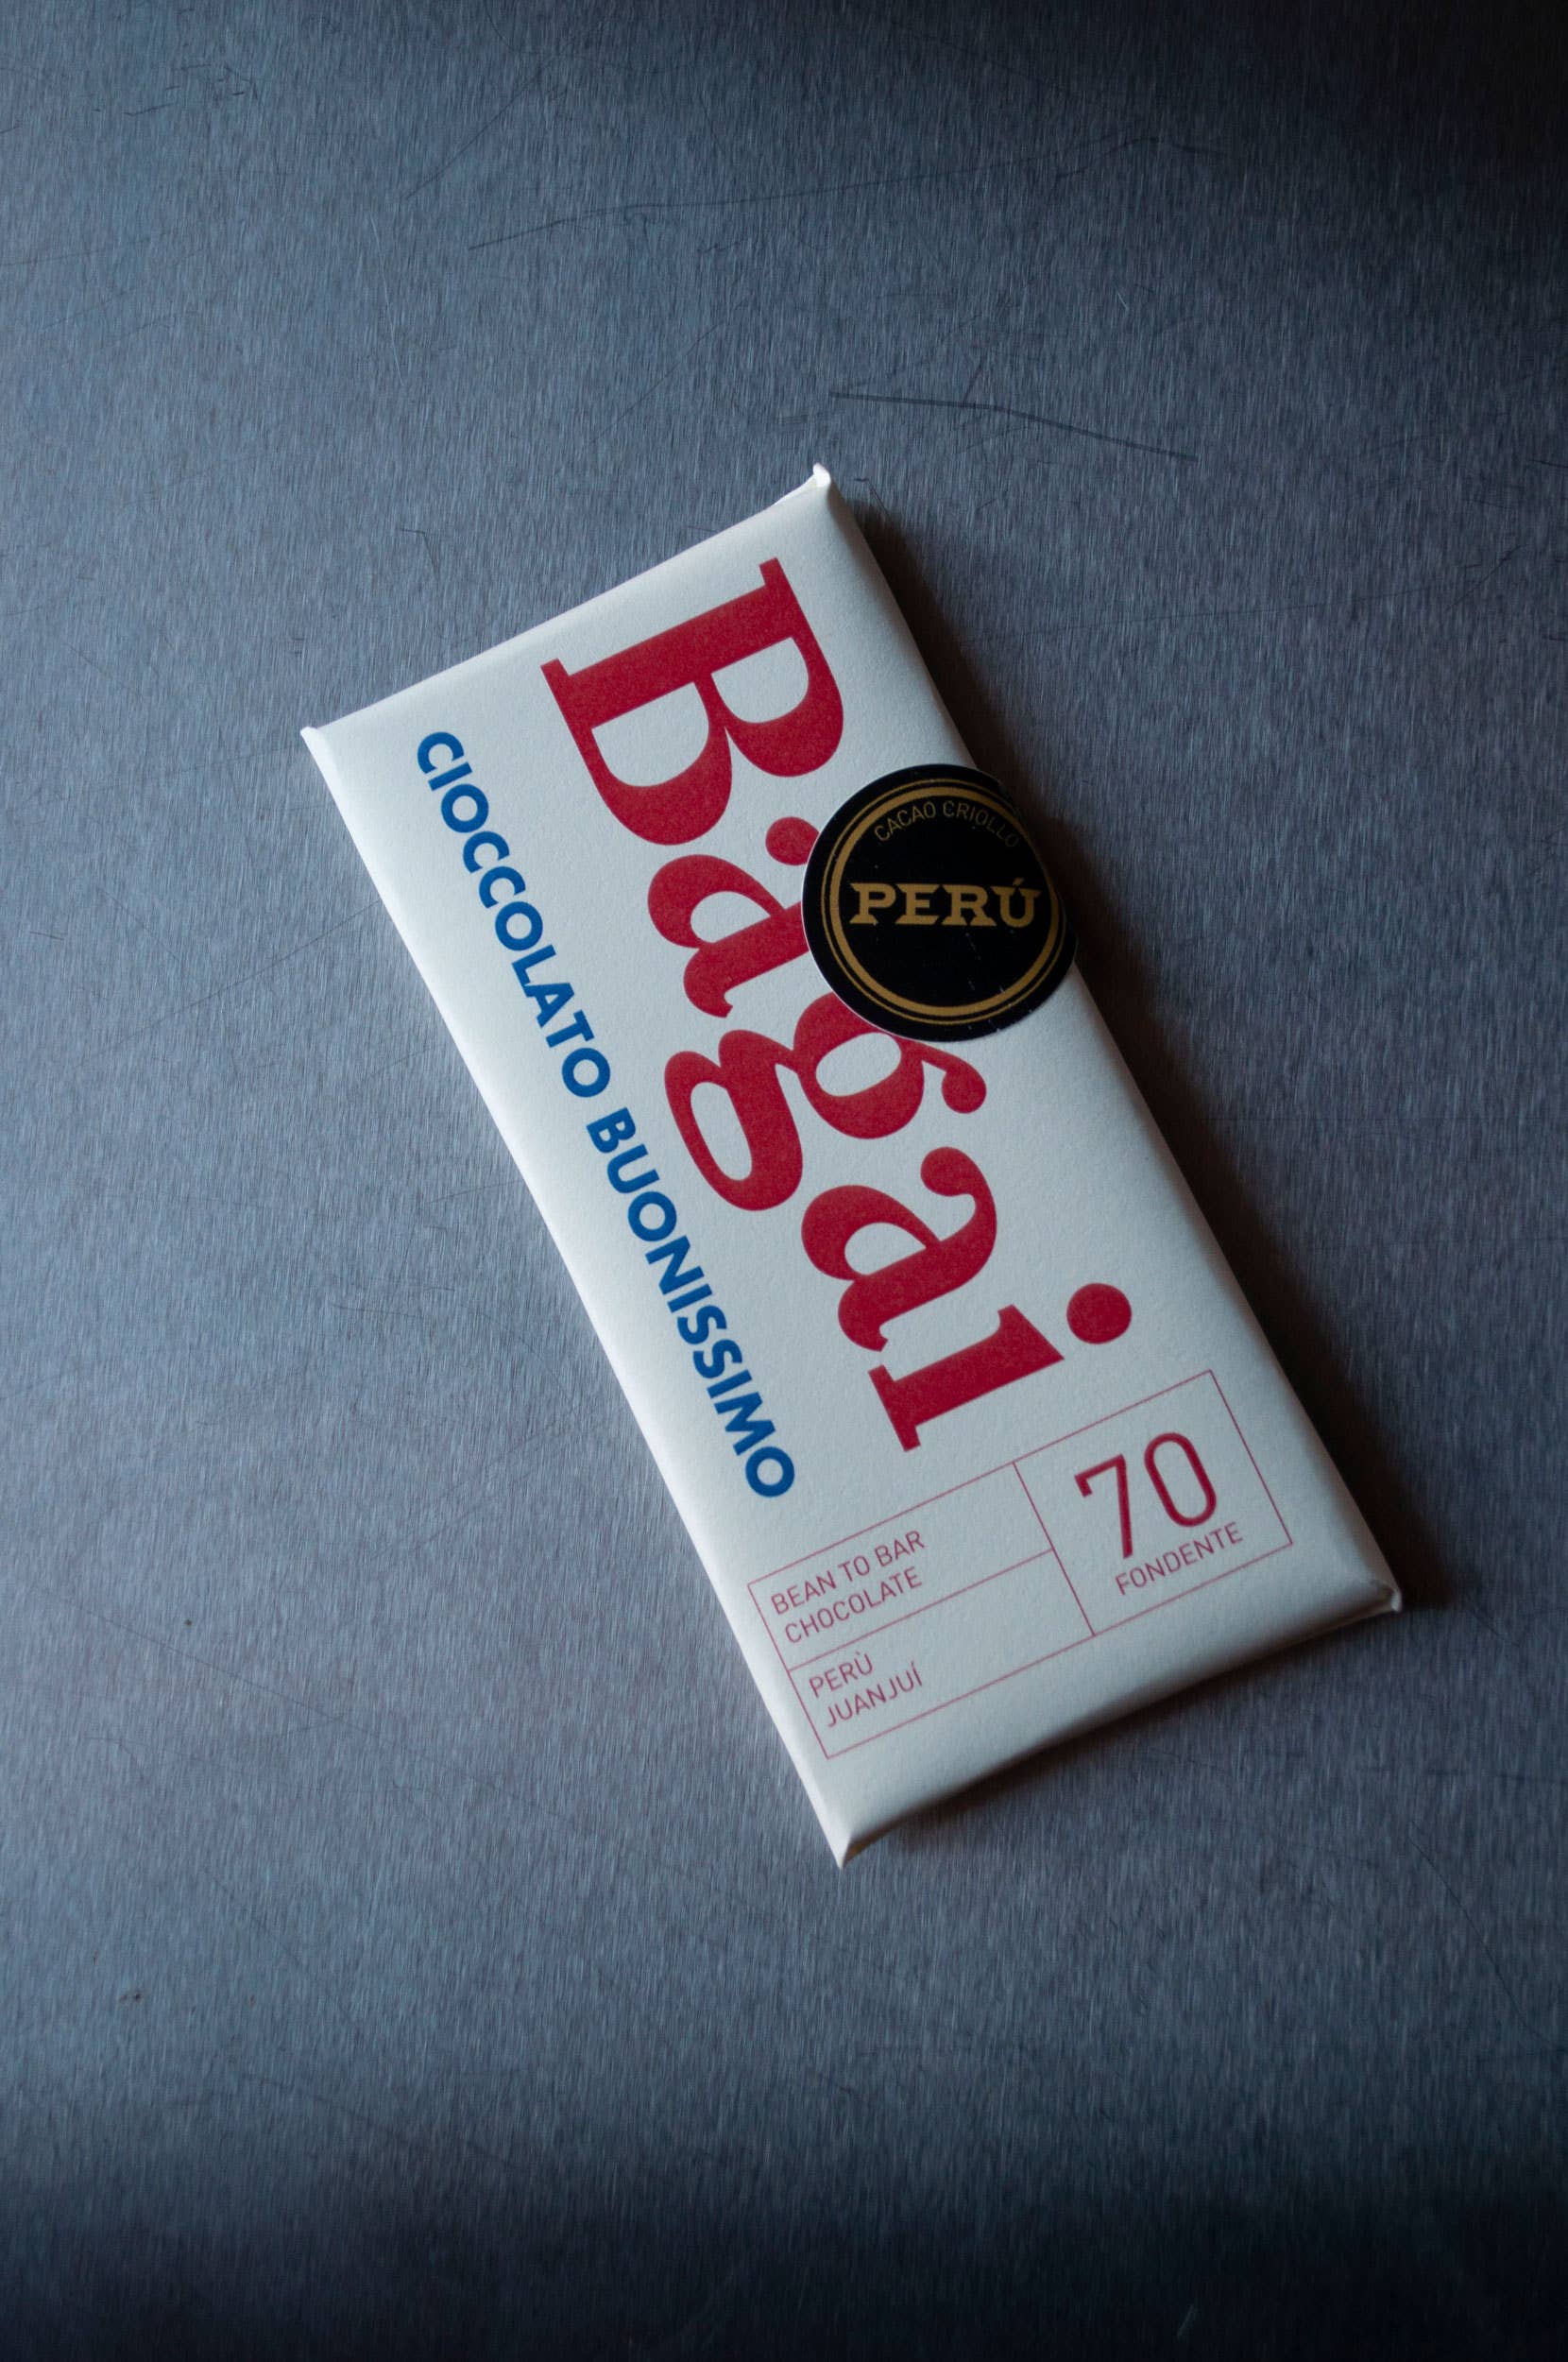 Bagai
CIOCCOLATO BUONISSIMO
CACAO CRIOLLO
PERÚ
70
FONDENTE
BEAN TO BAR
CHOCOLATE
PERÙ
JUANJUÍ